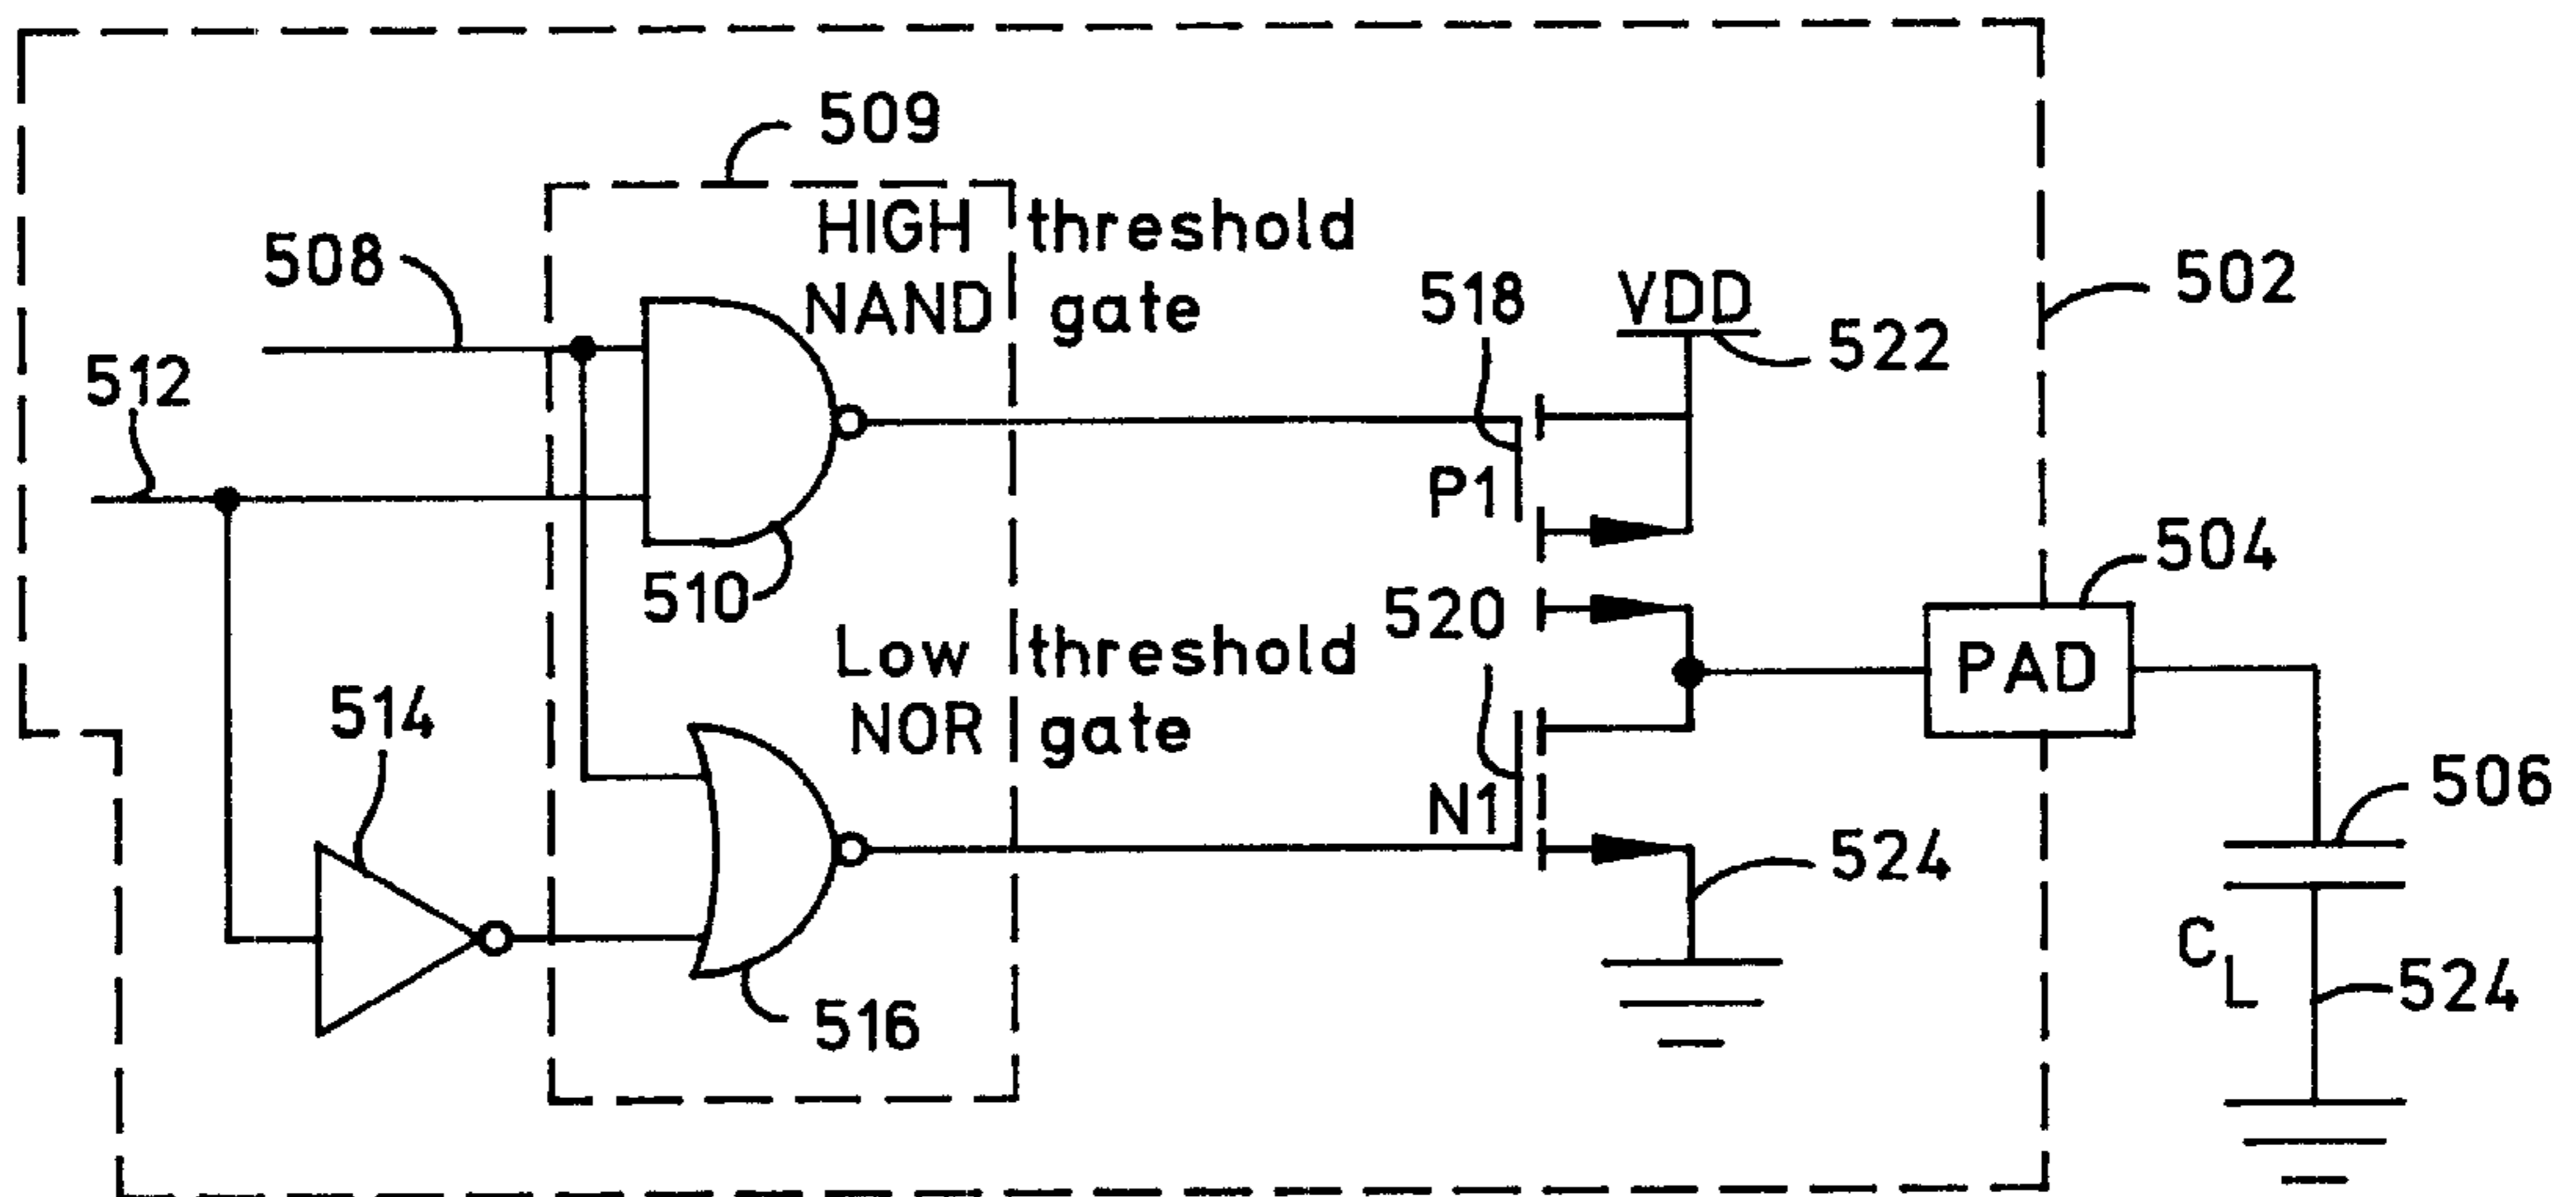 509
HIGH threshold
NAND gate
508
518
VDD
502
522
512
P1
504
510
520
Low threshold
NOR gate
PAD
514
506
N1
524
C L
524
516